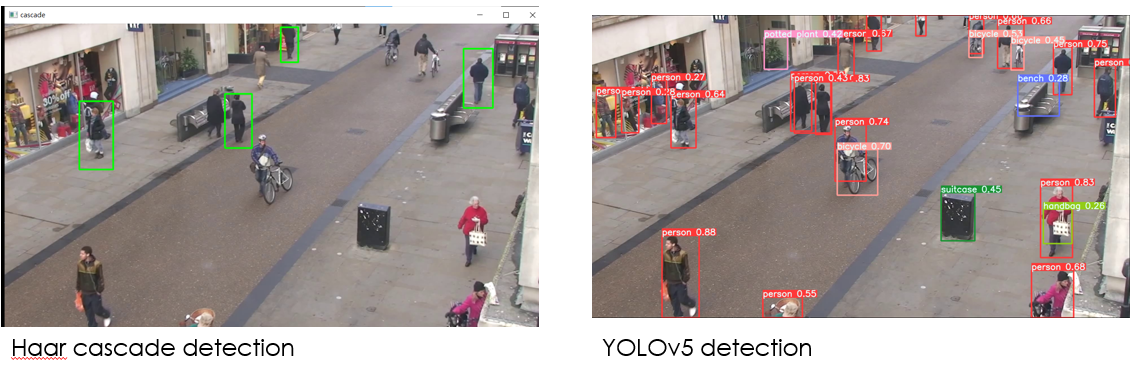 cascade
30% off
person 0.66
potted plant 0.42
person 0.57
bicycle 0.53
bicycle 0.45
person 0.75
person 0.27
person 0.64
bench 0.28
person 0.74
bicycle 0.70
suitcase 0.45
person 0.83
handbag 0.26
person 0.88
person 0.68
person 0.55
Haar cascade detection
YOLOv5 detection